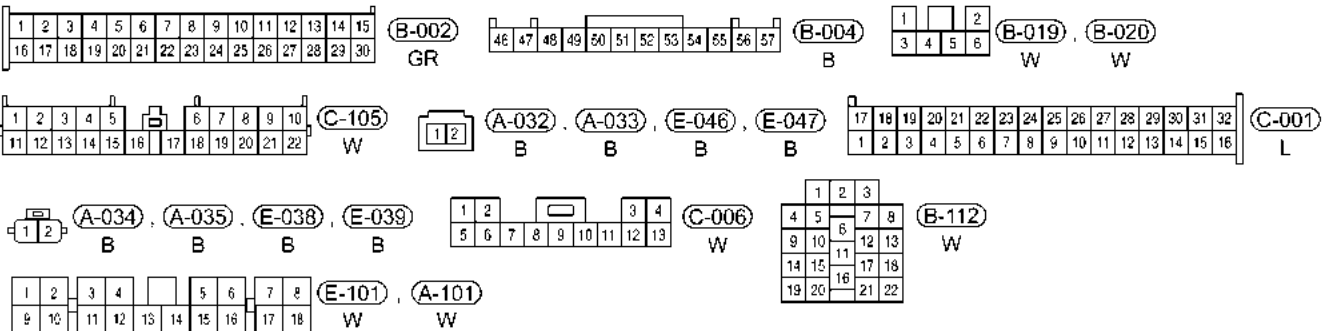 1 2 3 4 5 6 7 8 9 10 11 12 13 14 15
16 17 18 19 20 21 22 23 24 25 26 27 28 29 30
B-002
GR
46 47 48 49 50 51 52 53 54 55 56 57
B-004
B
1 2
3 4 5 6
B-019 , B-020
W W
1 2 3 4 5 6 7 8 9 10
11 12 13 14 15 16 17 18 19 20 21 22
C-105
W
1 2
A-032 , A-033 , E-046 , E-047
B B B B
17 18 19 20 21 22 23 24 25 26 27 28 29 30 31 32
1 2 3 4 5 6 7 8 9 10 11 12 13 14 15 16
C-001
L
1 2
A-034 , A-035 , E-038 , E-039
B B B B
1 2 3 4
5 6 7 8 9 10 11 12 13
C-006
W
1 2 3
4 5 7 8
6
9 10 12 13
11
14 15 17 18
16
19 20 21 22
B-112
W
1 2 3 4 5 6 7 8
9 10 11 12 13 14 15 16 17 18
E-101 , A-101
W W